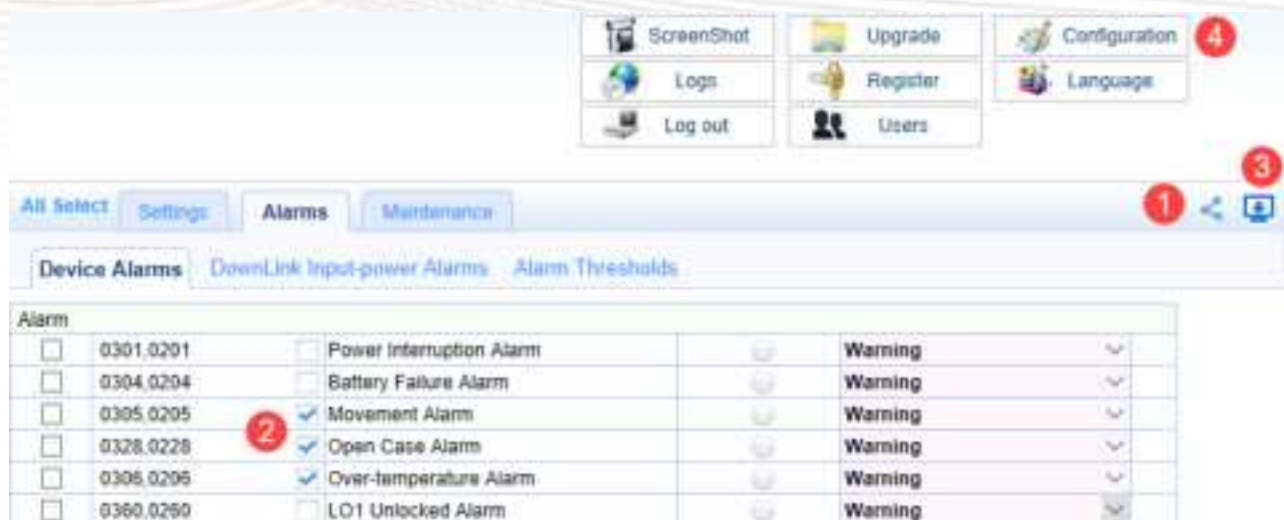 ScreenShot Upgrade Configuration 4
Logs Register Language
Log out Users
3
All Select Settings Alarms Maintenance 1
Device Alarms DownLink Input-power Alarms Alarm Thresholds
Alarm
0301,0201 Power Interruption Alarm Warning
0304,0204 Battery Failure Alarm Warning
0305,0205 Movement Alarm Warning
2
0328,0228 Open Case Alarm Warning
0306,0206 Over-temperature Alarm Warning
0360,0260 LO1 Unlocked Alarm Warning